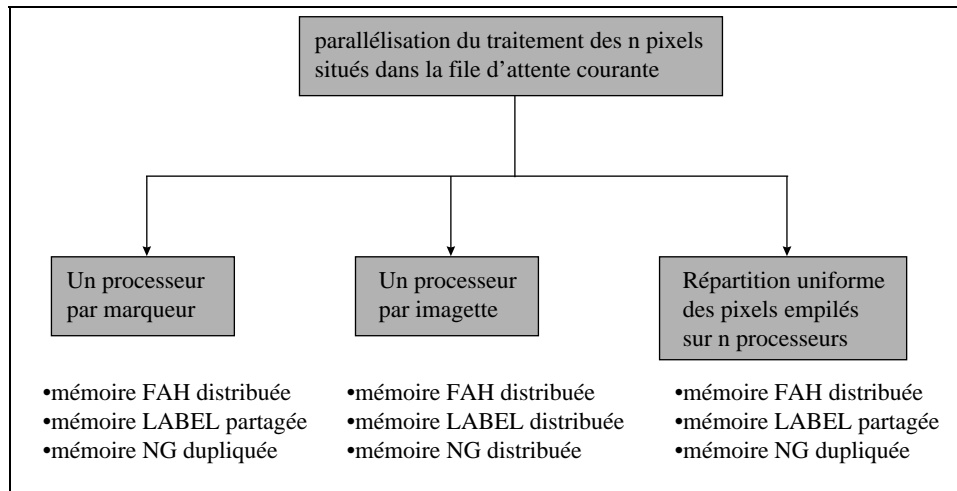 parallélisation du traitement des n pixels
situés dans la file d'attente courante
Un processeur
par marqueur
Un processeur
par imagette
Répartition uniforme
des pixels empilés
sur n processeurs
•mémoire FAH distribuée
•mémoire LABEL partagée
•mémoire NG dupliquée
•mémoire FAH distribuée
•mémoire LABEL distribuée
•mémoire NG distribuée
•mémoire FAH distribuée
•mémoire LABEL partagée
•mémoire NG dupliquée